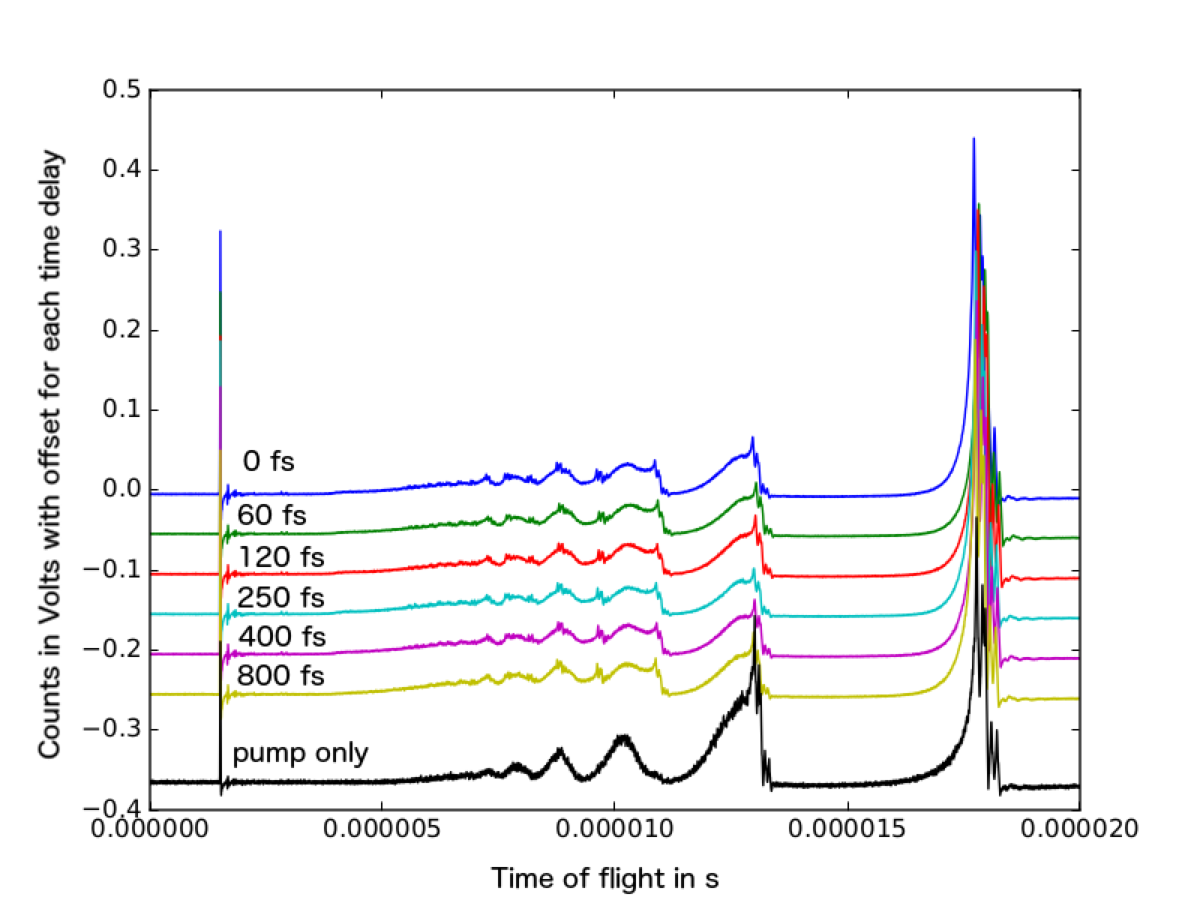 Counts in Volts with offset for each time delay
0.5
0.4
0.3
0.2
0.1
0.0
−0.1
−0.2
−0.3
−0.4
0 fs
60 fs
120 fs
250 fs
400 fs
800 fs
pump only
0.000000 0.000005 0.000010 0.000015 0.000020
Time of flight in s